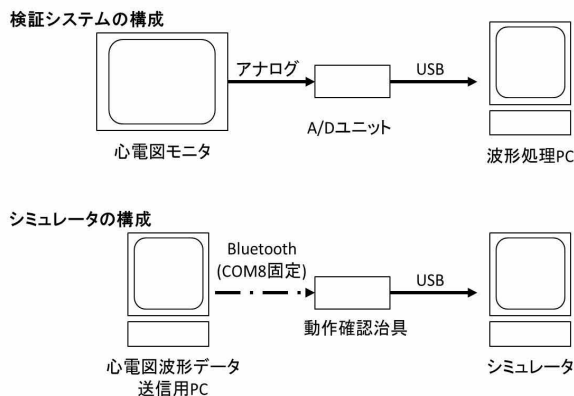 検証システムの構成
アナログ
USB
A/Dユニット
心電図モニタ
波形処理PC
シミュレータの構成
Bluetooth
(COM8固定)
USB
動作確認治具
心電図波形データ
送信用PC
シミュレータ